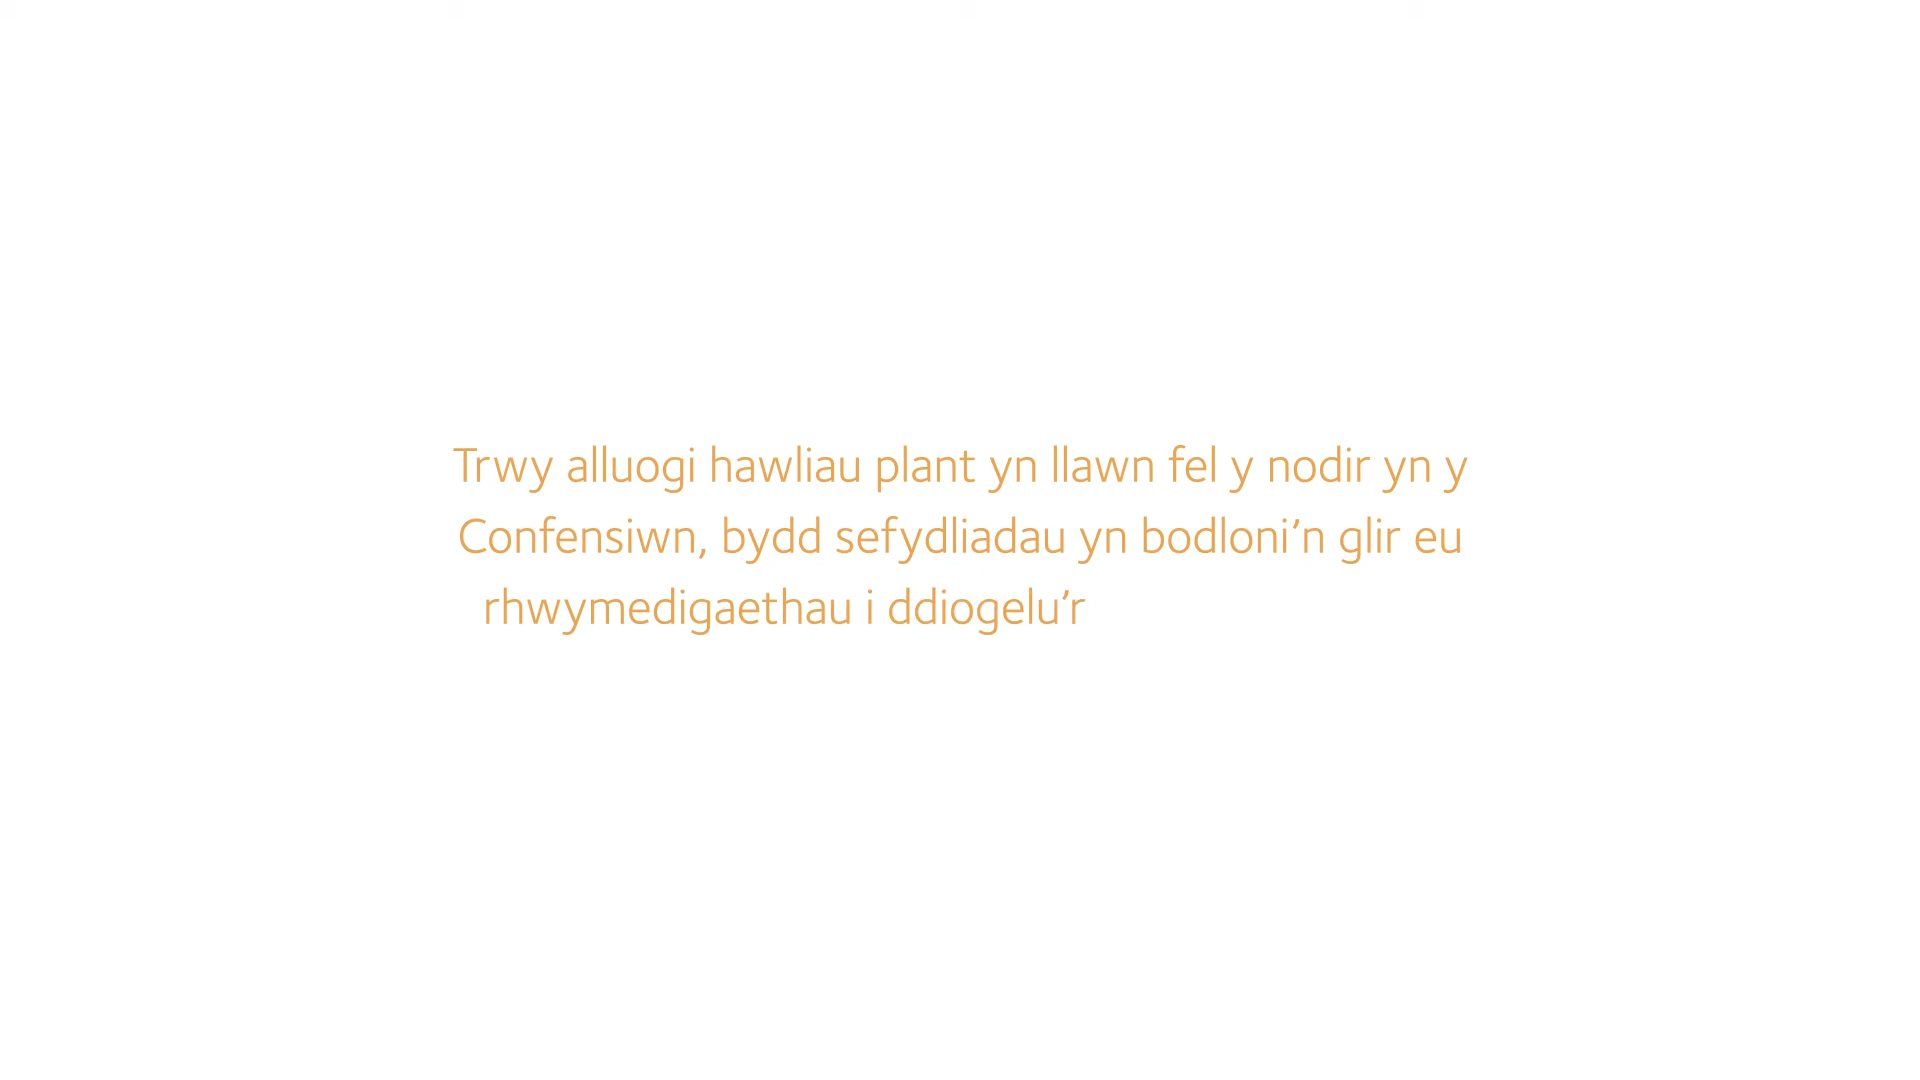 Trwy alluogi hawliau plant yn llawn fel y nodir yn y
Confensiwn, bydd sefydliadau yn bodloni’n glir eu
rhwymedigaethau i ddiogelu’r